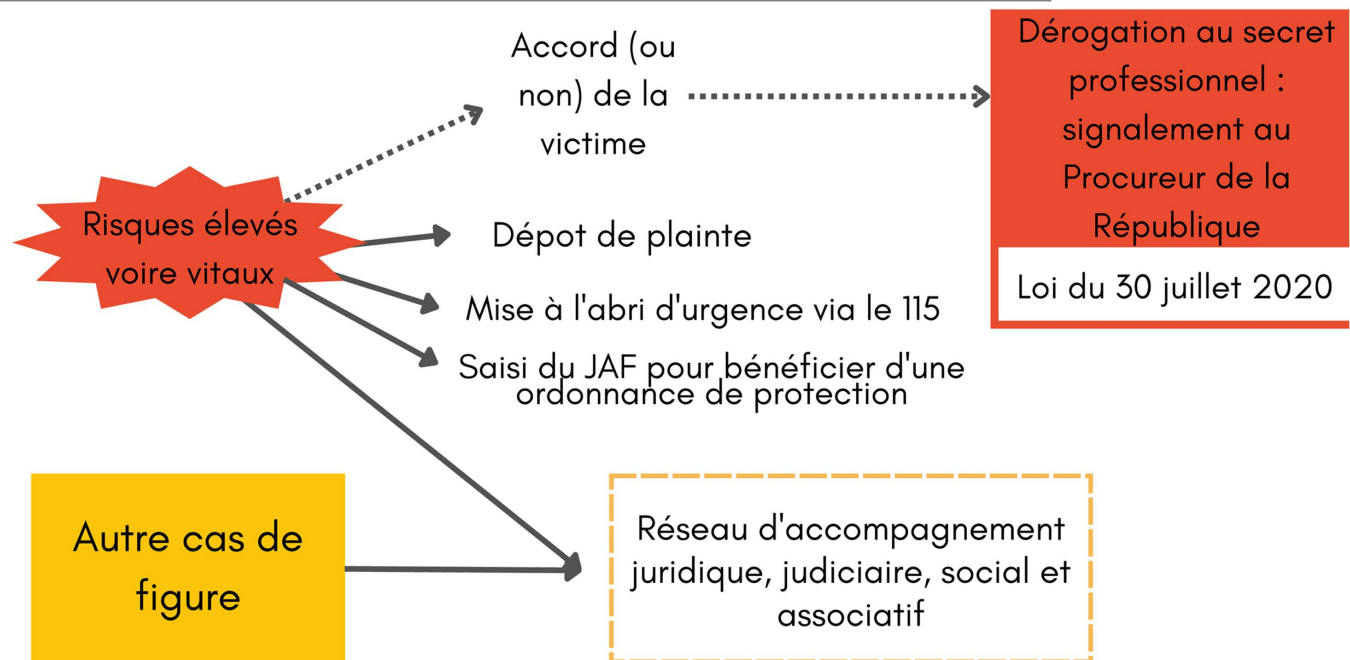 Accord (ou
non) de la
victime
Dérogation au secret
professionnel :
signalement au
Procureur de la
République
Loi du 30 juillet 2020
Risques élevés
voire vitaux
Dépot de plainte
Mise à l'abri d'urgence via le 115
Saisi du JAF pour bénéficier d'une
ordonnance de protection
Autre cas de
figure
Réseau d'accompagnement
juridique, judiciaire, social et
associatif